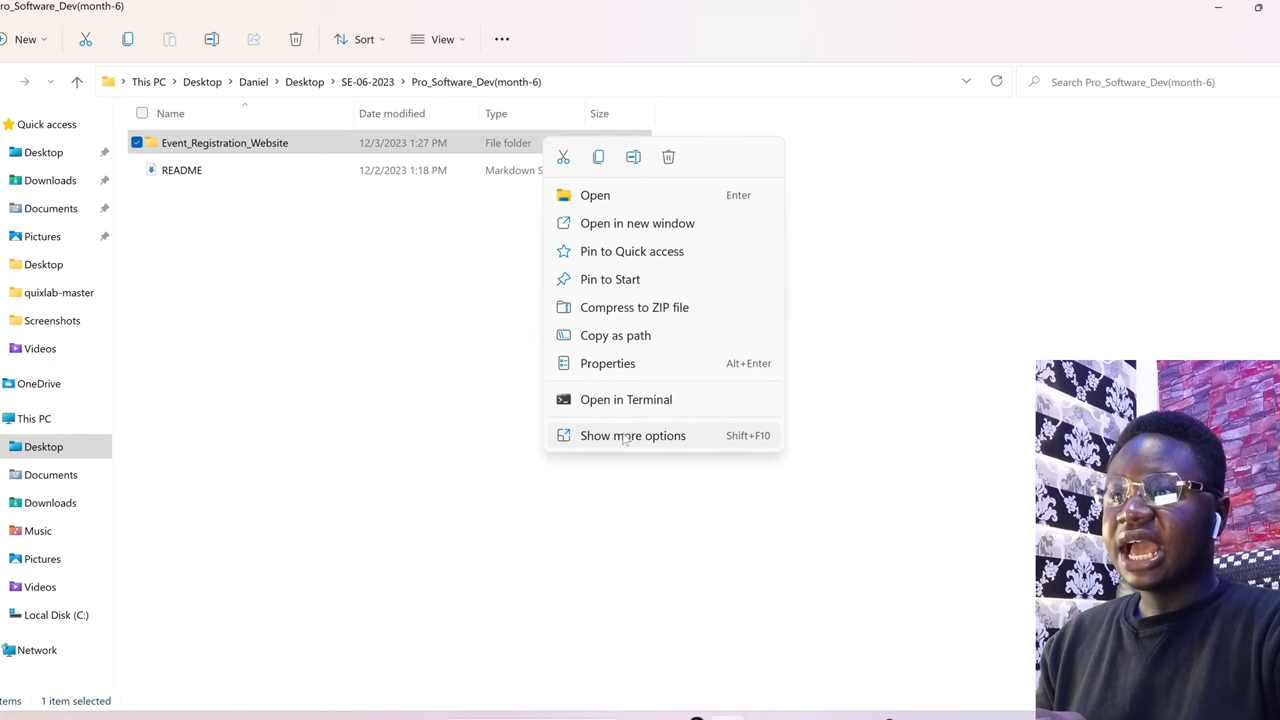 ro_Software_Dev(month-6)
New
Sort
View
This PC
Desktop
Daniel
Desktop
SE-06-2023
Pro_Software_Dev(month-6)
Search Pro_Software_Dev(month-6)
Quick access
Desktop
Downloads
Documents
Pictures
Desktop
quixlab-master
Screenshots
Videos
OneDrive
This PC
Desktop
Documents
Downloads
Music
Pictures
Videos
Local Disk (C:)
Network
Name
Date modified
Type
Size
Event_Registration_Website
12/3/2023 1:27 PM
File folder
README
12/2/2023 1:18 PM
Markdown S
Open
Enter
Open in new window
Pin to Quick access
Pin to Start
Compress to ZIP file
Copy as path
Properties
Alt+Enter
Open in Terminal
Show more options
Shift+F10
tems
1 item selected